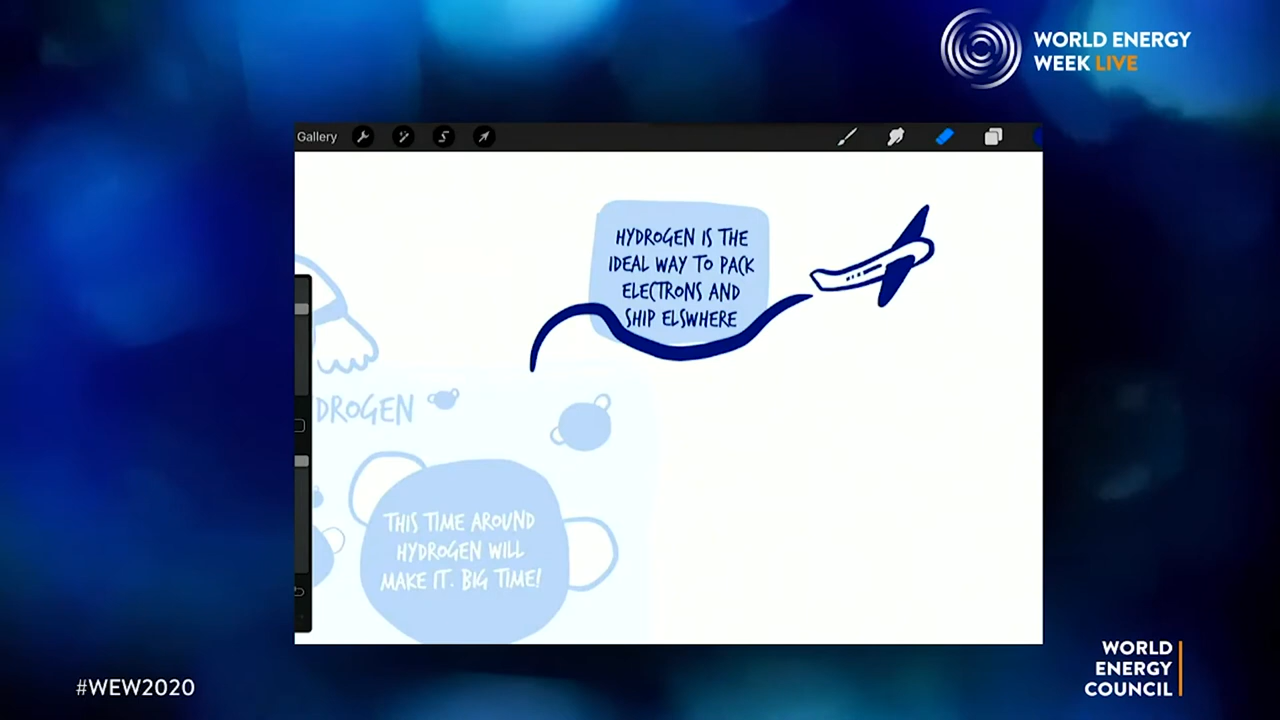 WORLD ENERGY
WEEK LIVE
Gallery
HYDROGEN IS THE
IDEAL WAY TO PACK
ELECTRONS AND
SHIP ELSWHERE
DROGEN
THIS TIME AROUND
HYDROGEN WILL
MAKE IT. BIG TIME!
#WEW2020
WORLD
ENERGY
COUNCIL